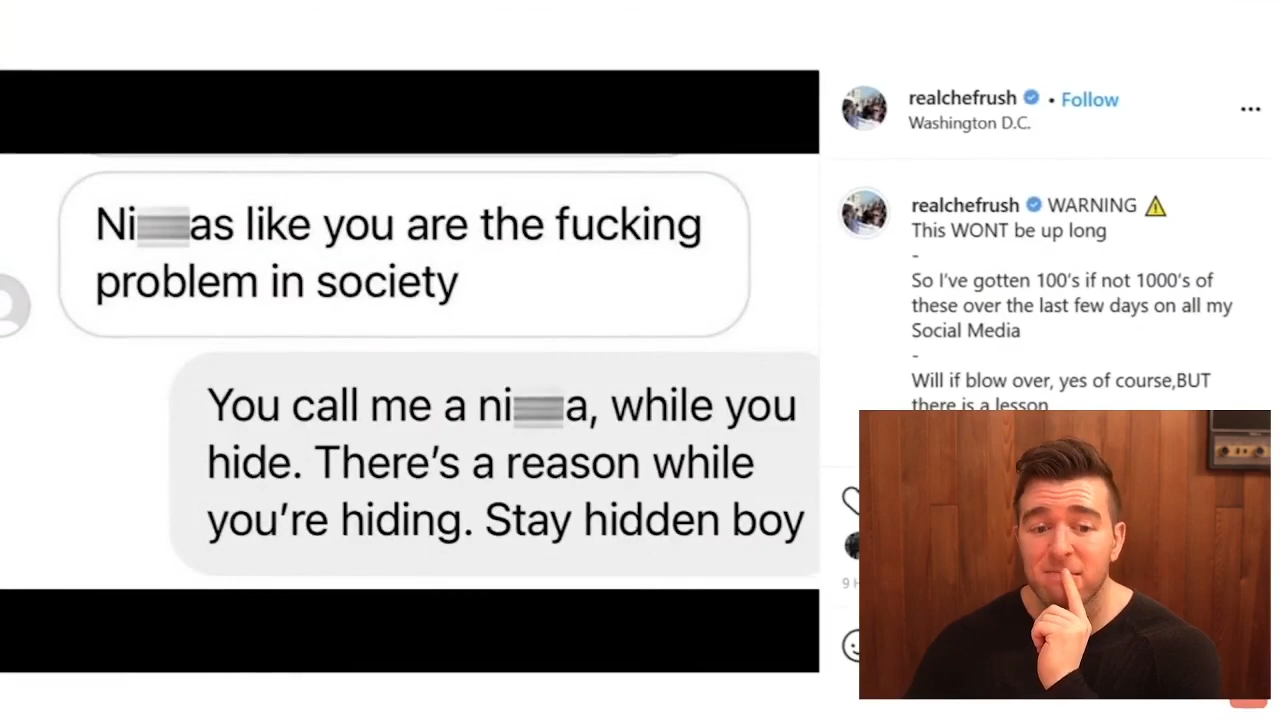 Ni as like you are the fucking
problem in society
You call me a ni a, while you
hide. There's a reason while
you're hiding. Stay hidden boy
realchefrush • Follow
Washington D.C.
realchefrush WARNING ⚠
This WONT be up long
-
So I've gotten 100's if not 1000's of
these over the last few days on all my
Social Media
-
Will if blow over, yes of course,BUT
there is a lesson